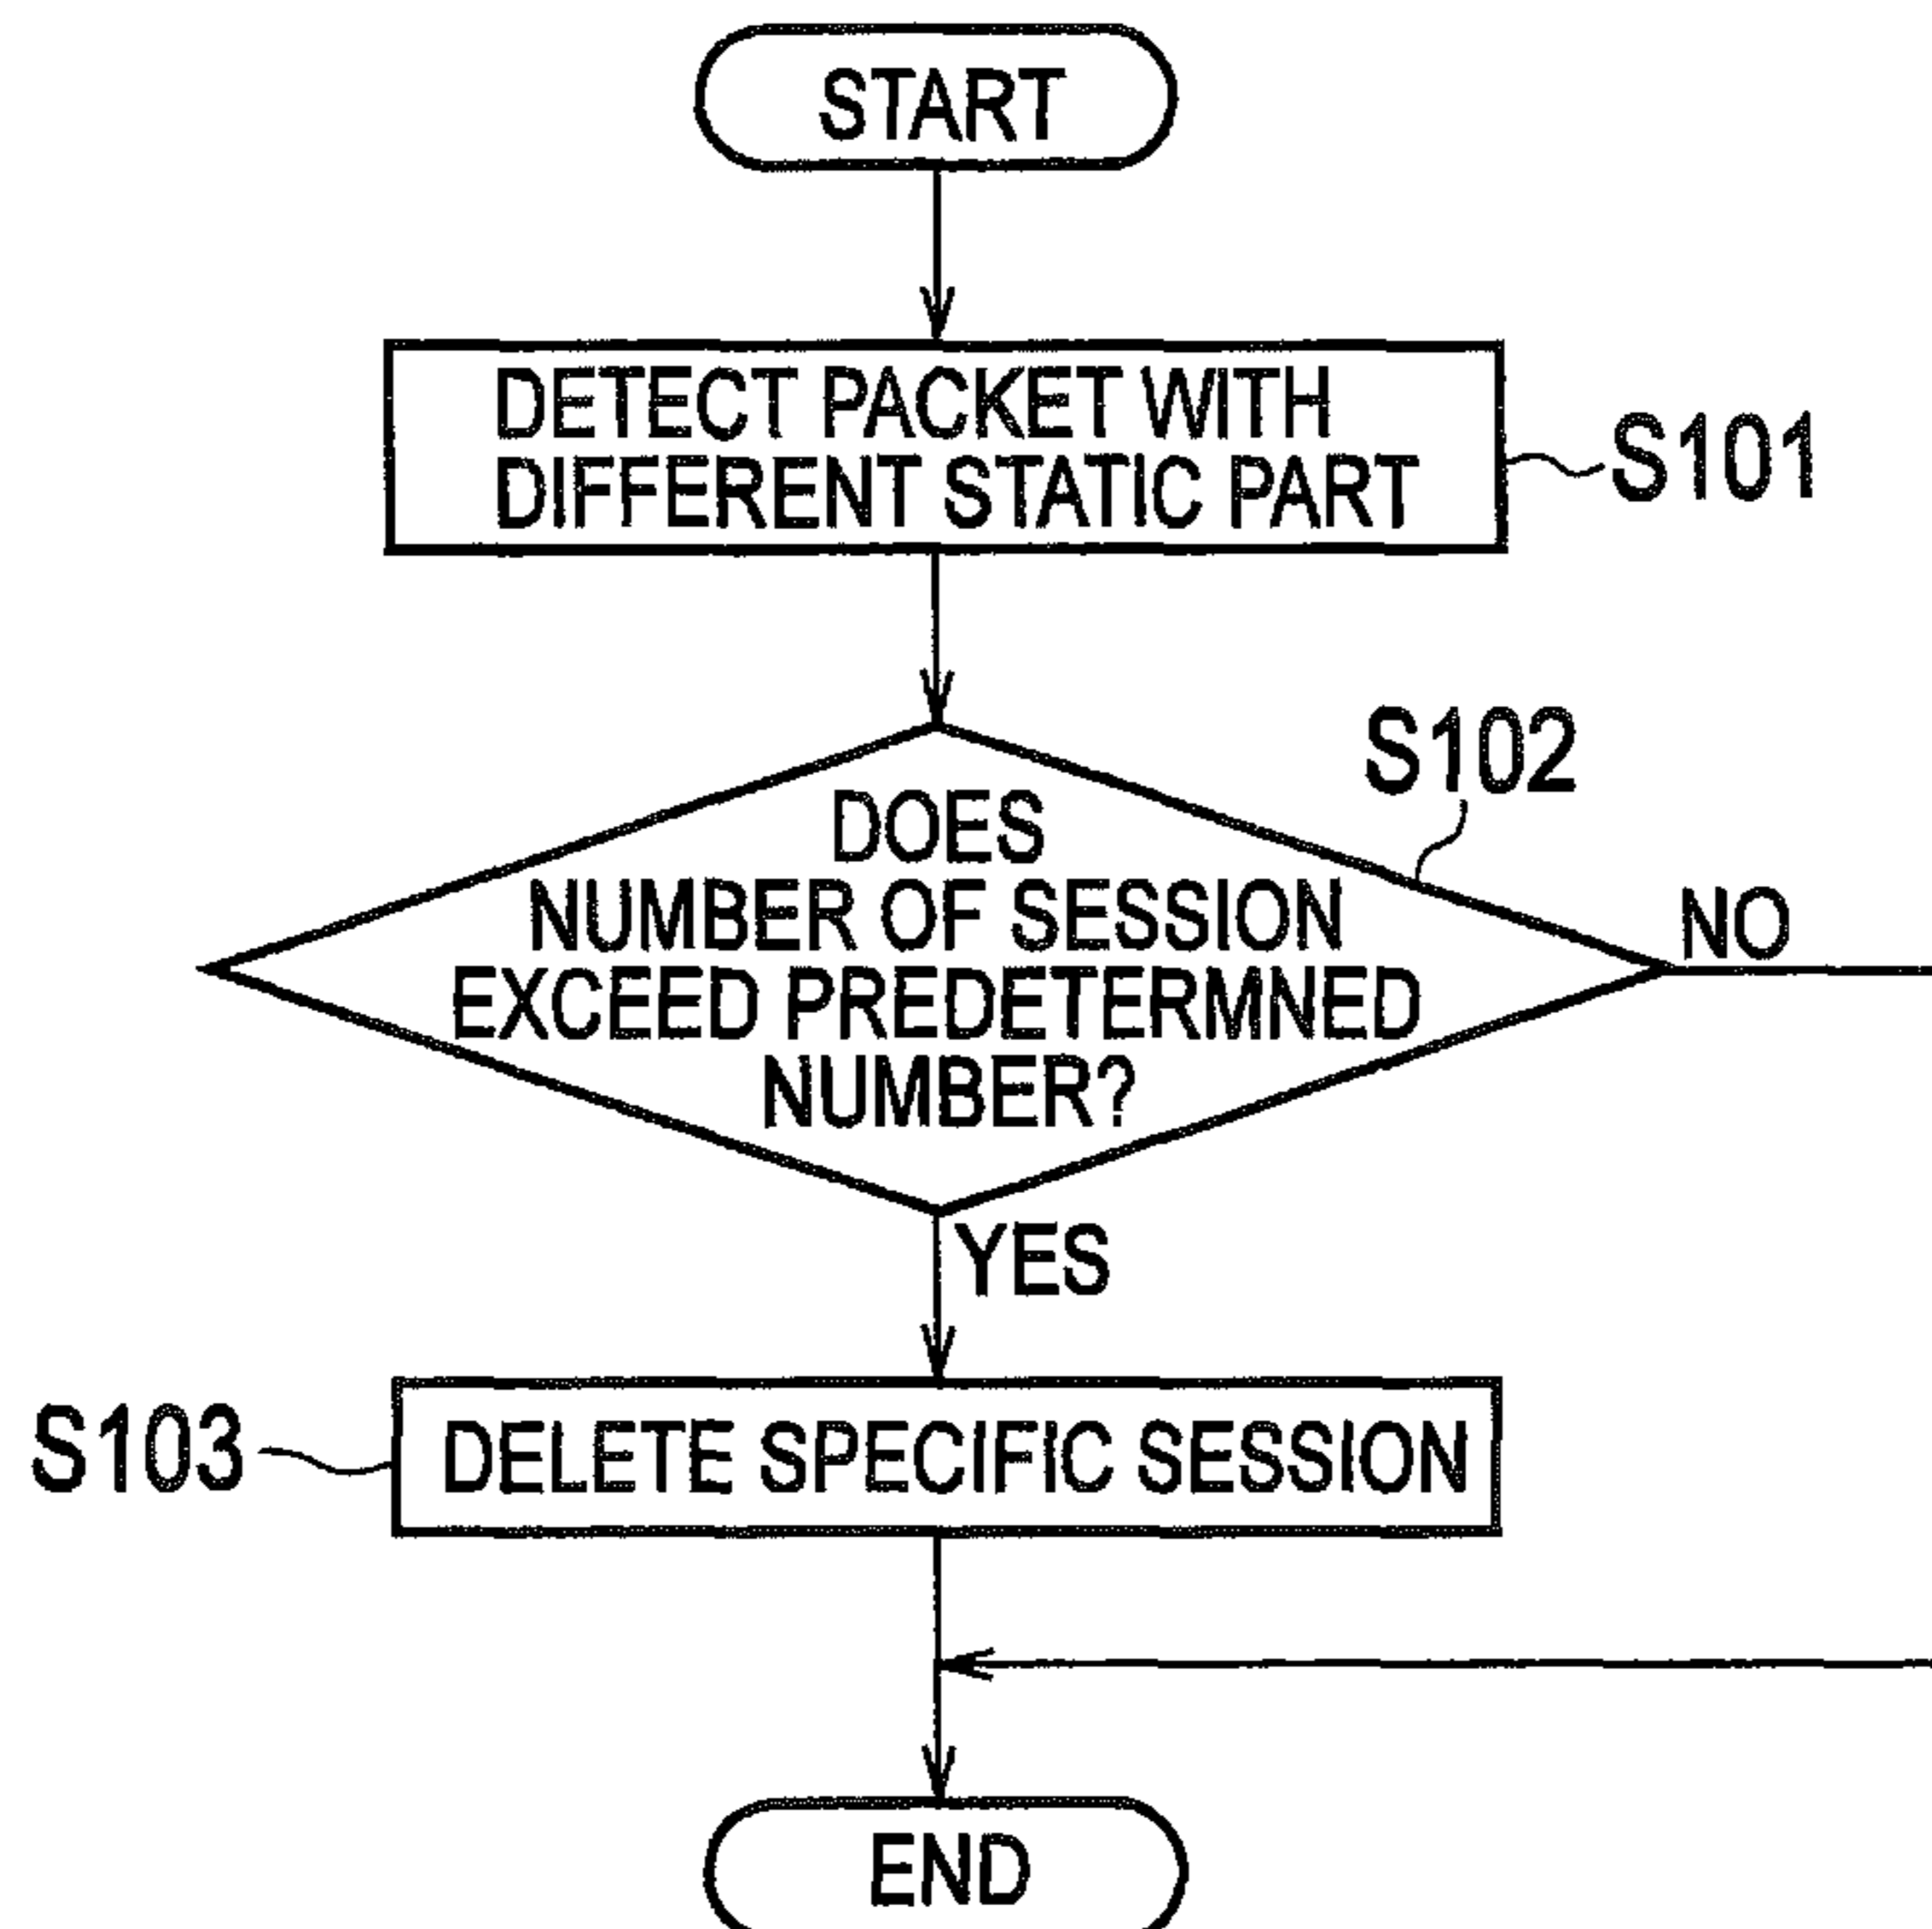 START
DETECT PACKET WITH
DIFFERENT STATIC PART
S101
S102
DOES
NUMBER OF SESSION
EXCEED PREDETERMNED
NUMBER?
NO
YES
S103
DELETE SPECIFIC SESSION
END